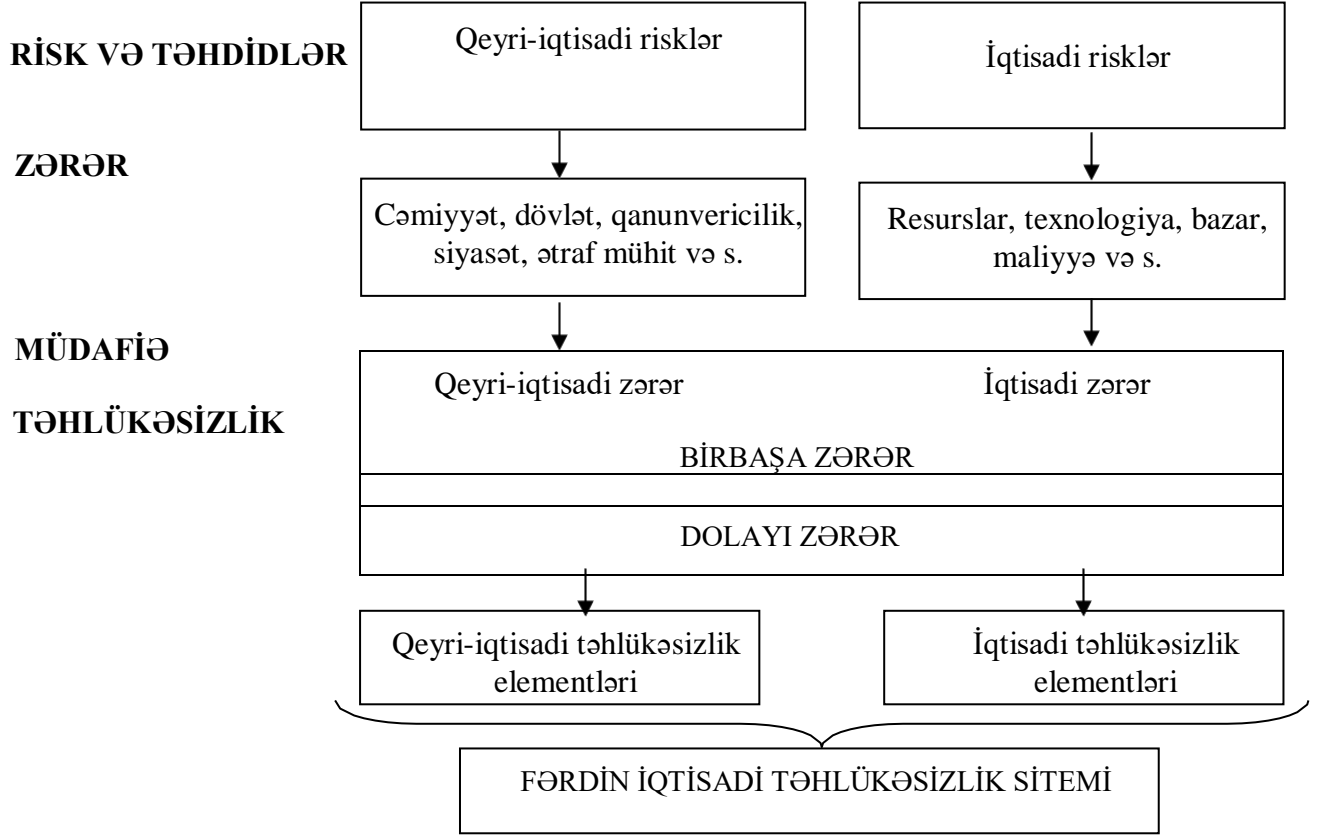 RİSK VƏ TƏHDİDLƏR
Qeyri-iqtisadi risklər
İqtisadi risklər
ZƏRƏR
Cəmiyyət, dövlət, qanunvericilik,
siyasət, ətraf mühit və s.
Resurslar, texnologiya, bazar,
maliyyə və s.
MÜDAFİƏ
TƏHLÜKƏSİZLİK
Qeyri-iqtisadi zərər
İqtisadi zərər
BİRBAŞA ZƏRƏR
DOLAYI ZƏRƏR
Qeyri-iqtisadi təhlükəsizlik
elementləri
İqtisadi təhlükəsizlik
elementləri
FƏRDİN İQTİSADİ TƏHLÜKƏSİZLİK SİTEMİ